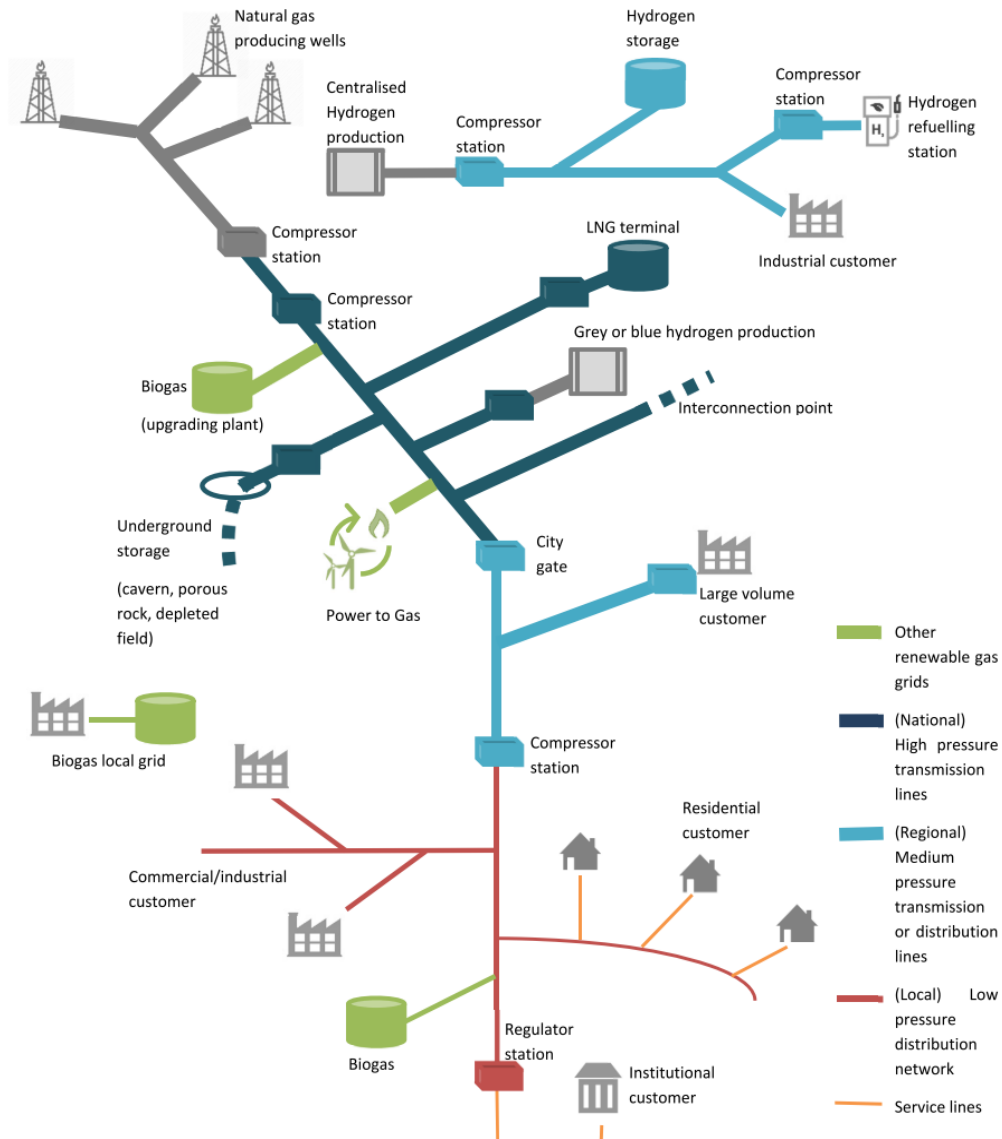 Natural gas
producing wells
Hydrogen
storage
Centralised
Hydrogen
production
Compressor
station
Compressor
station
Hydrogen
refuelling
station
H,
Industrial customer
Compressor
station
LNG terminal
Compressor
station
Grey or blue hydrogen production
Biogas
(upgrading plant)
Interconnection point
Underground
storage
(cavern, porous
rock, depleted
field)
Power to Gas
City
gate
Large volume
customer
Biogas local grid
Compressor
station
Residential
customer
Commercial/industrial
customer
Biogas
Regulator
station
Institutional
customer
Other
renewable gas
grids
(National)
High pressure
transmission
lines
(Regional)
Medium
pressure
transmission
or distribution
lines
(Local) Low
pressure
distribution
network
Service lines